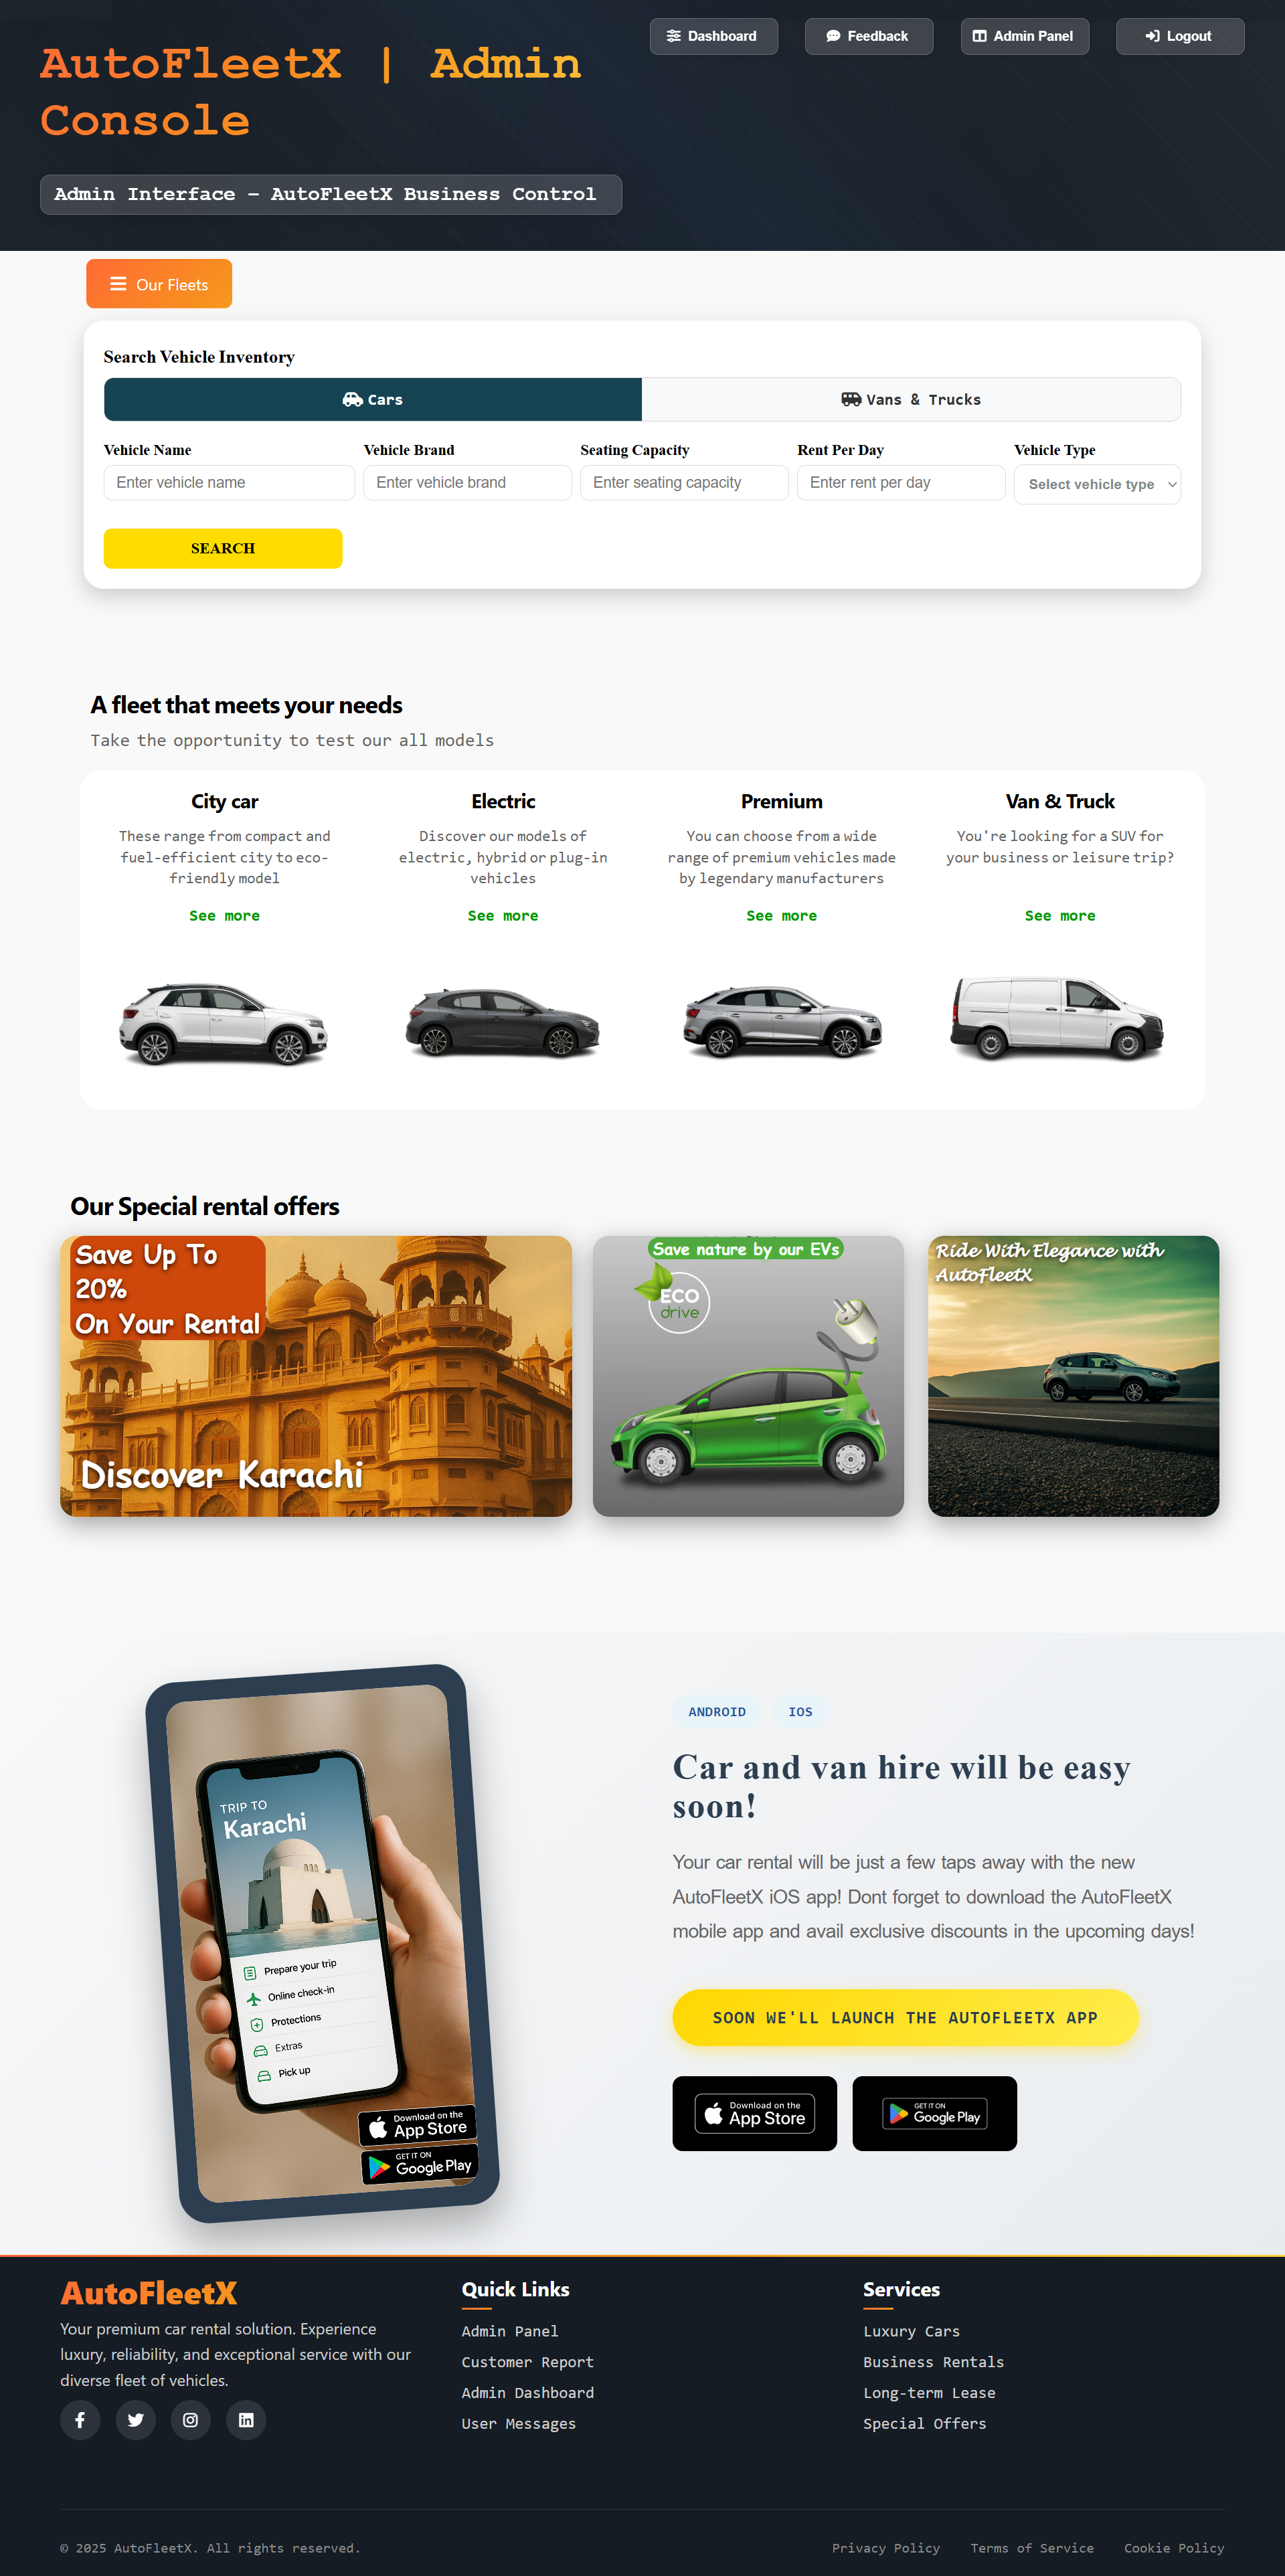 AutoFleetX | Admin
Console
Dashboard
Feedback
Admin Panel
Logout
Admin Interface – AutoFleetX Business Control
Our Fleets
Search Vehicle Inventory
Cars
Vans & Trucks
Vehicle Name
Vehicle Brand
Seating Capacity
Rent Per Day
Vehicle Type
Enter vehicle name
Enter vehicle brand
Enter seating capacity
Enter rent per day
Select vehicle type
SEARCH
A fleet that meets your needs
Take the opportunity to test our all models
City car
These range from compact and
fuel-efficient city to eco-
friendly model
See more
Electric
Discover our models of
electric, hybrid or plug-in
vehicles
See more
Premium
You can choose from a wide
range of premium vehicles made
by legendary manufacturers
See more
Van & Truck
You're looking for a SUV for
your business or leisure trip?
See more
Our Special rental offers
Save Up To
20%
On Your Rental
Discover Karachi
Save nature by our EVs
ECO
drive
Ride With Elegance with
AutoFleetX
TRIP TO
Karachi
Prepare your trip
Online check-in
Protections
Extras
Pick up
Download on the
App Store
GET IT ON
Google Play
ANDROID
IOS
Car and van hire will be easy
soon!
Your car rental will be just a few taps away with the new
AutoFleetX iOS app! Dont forget to download the AutoFleetX
mobile app and avail exclusive discounts in the upcoming days!
SOON WE'LL LAUNCH THE AUTOFLEETX APP
Download on the
App Store
GET IT ON
Google Play
AutoFleetX
Your premium car rental solution. Experience
luxury, reliability, and exceptional service with our
diverse fleet of vehicles.
Quick Links
Admin Panel
Customer Report
Admin Dashboard
User Messages
Services
Luxury Cars
Business Rentals
Long-term Lease
Special Offers
© 2025 AutoFleetX. All rights reserved.
Privacy Policy
Terms of Service
Cookie Policy